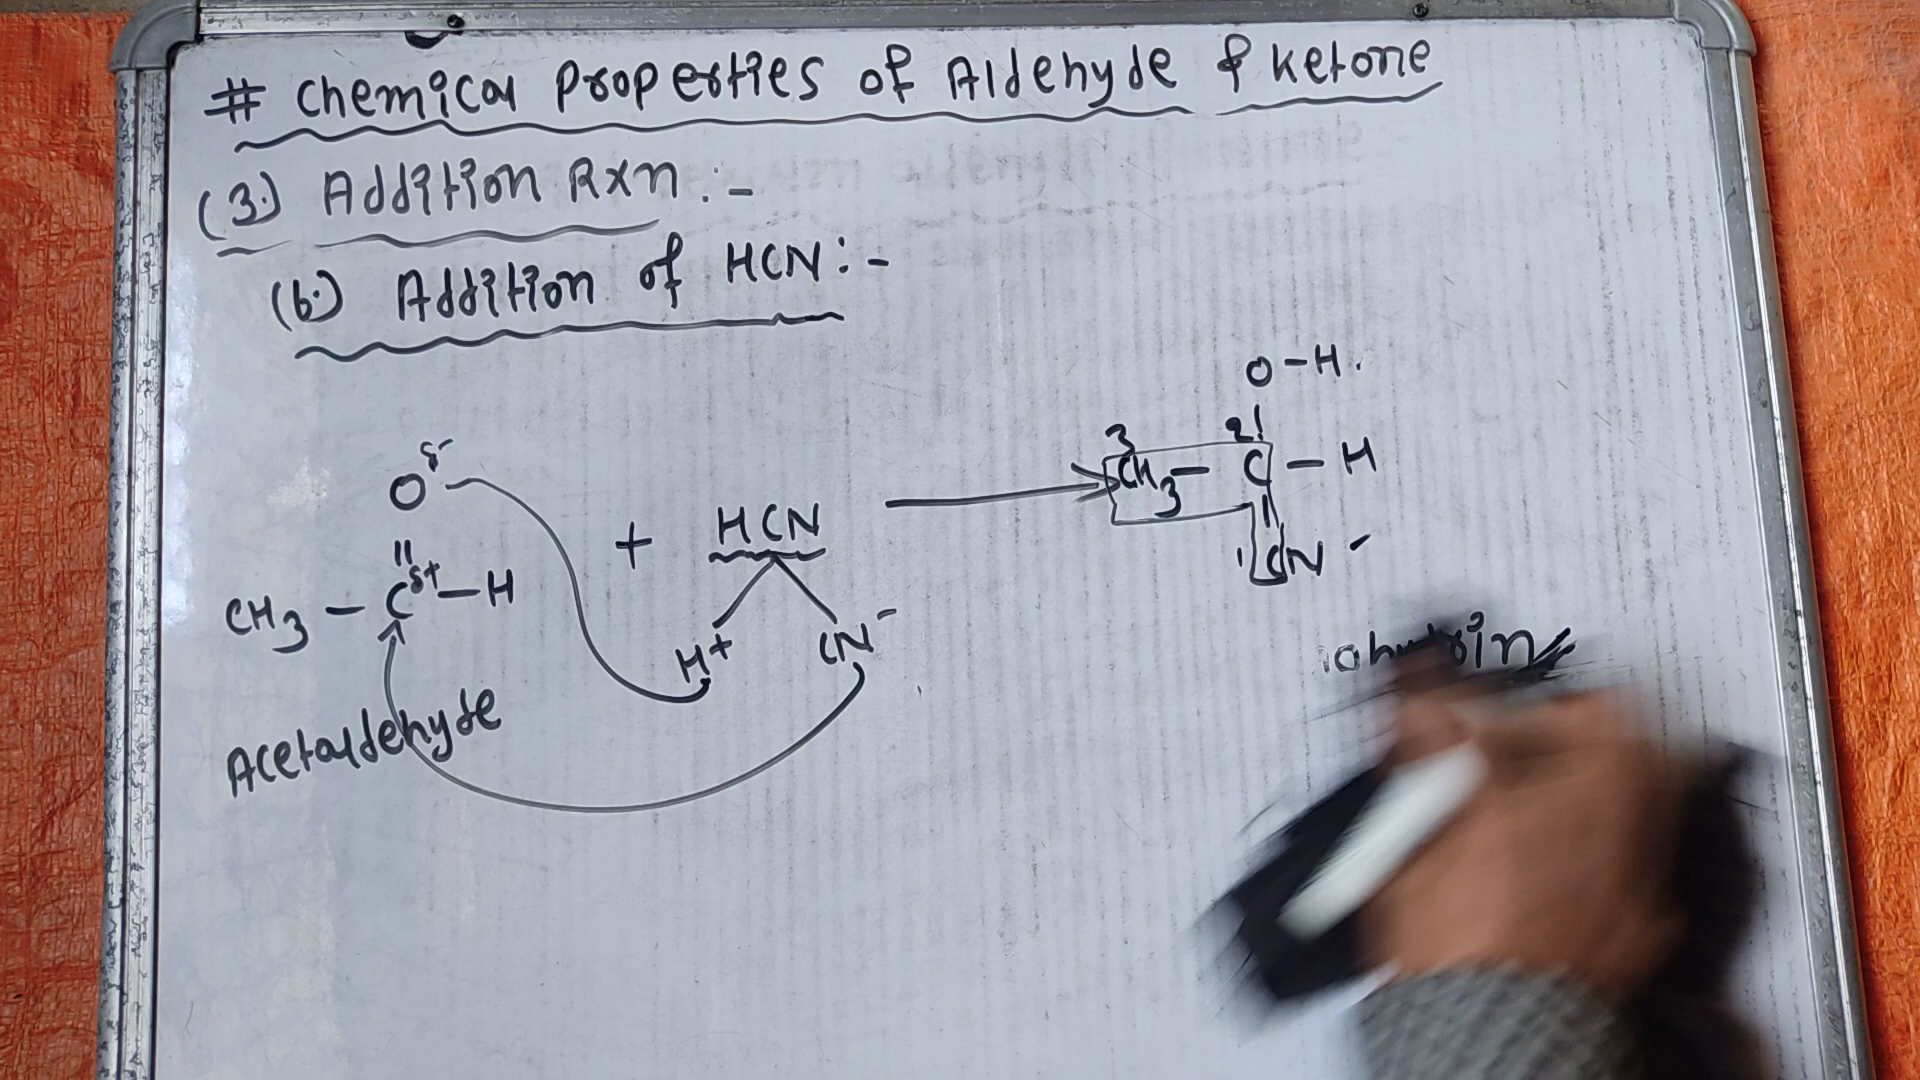 # Chemical Properties of Aldehyde & Ketone
(3.) Addition Rxn :-
(b.) Addition of HCN :-
O δ-
||
CH3 - C δ+ - H
+ HCN
H+ CN-
Acetaldehyde
O - H
3 2
CH3 - C - H
1 CN